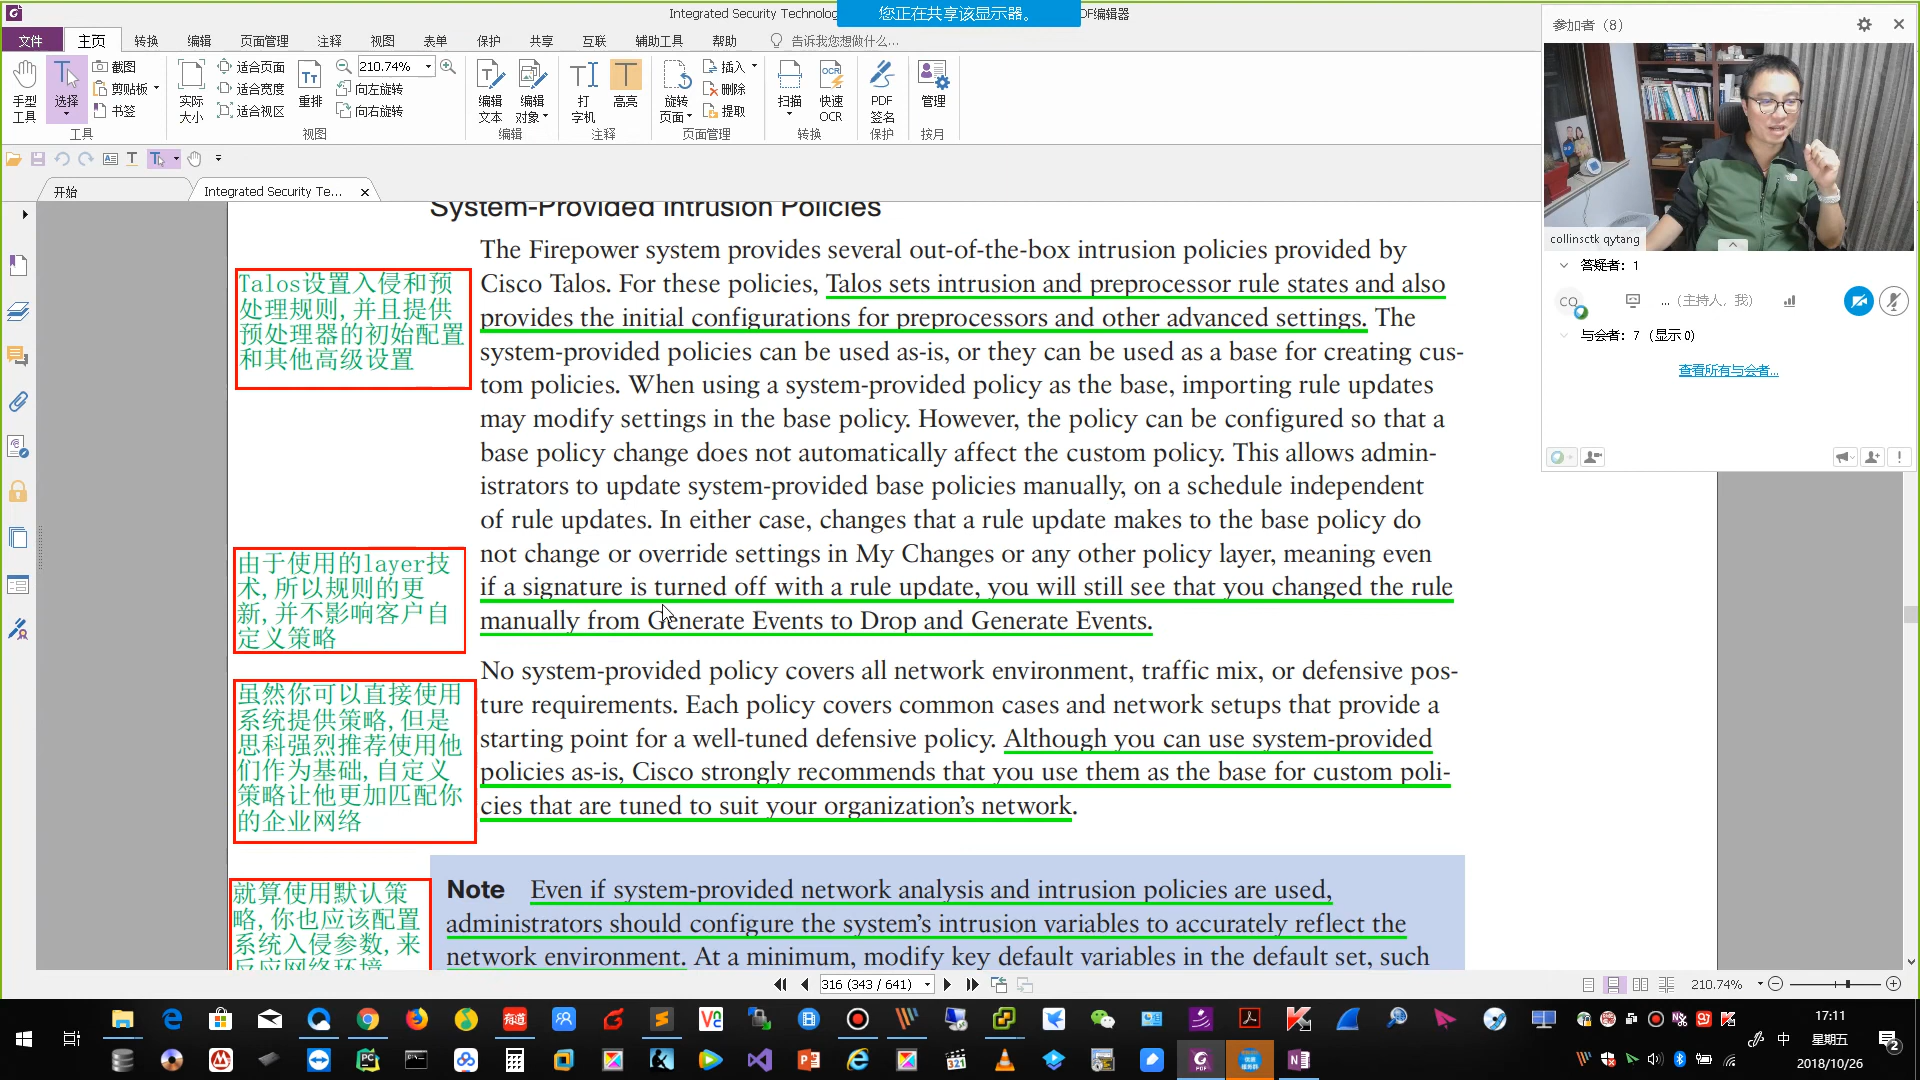 Integrated Security Technolog
您正在共享该显示器。
DF编辑器
文件
主页
转换
编辑
页面管理
注释
视图
表单
保护
共享
互联
辅助工具
帮助
告诉我您想做什么...
手型
工具
选择
截图
剪贴板
书签
工具
实际
大小
适合页面
适合宽度
适合视区
重排
210.74%
向左旋转
向右旋转
视图
编辑
文本
编辑
对象
编辑
打
字机
高亮
注释
旋转
页面
插入
删除
提取
页面管理
扫描
快速
OCR
转换
PDF
签名
保护
管理
按月
开始
Integrated Security Te...
System-Provided Intrusion Policies
The Firepower system provides several out-of-the-box intrusion policies provided by
Cisco Talos. For these policies, Talos sets intrusion and preprocessor rule states and also
provides the initial configurations for preprocessors and other advanced settings. The
system-provided policies can be used as-is, or they can be used as a base for creating cus-
tom policies. When using a system-provided policy as the base, importing rule updates
may modify settings in the base policy. However, the policy can be configured so that a
base policy change does not automatically affect the custom policy. This allows admin-
istrators to update system-provided base policies manually, on a schedule independent
of rule updates. In either case, changes that a rule update makes to the base policy do
not change or override settings in My Changes or any other policy layer, meaning even
if a signature is turned off with a rule update, you will still see that you changed the rule
manually from Generate Events to Drop and Generate Events.
No system-provided policy covers all network environment, traffic mix, or defensive pos-
ture requirements. Each policy covers common cases and network setups that provide a
starting point for a well-tuned defensive policy. Although you can use system-provided
policies as-is, Cisco strongly recommends that you use them as the base for custom poli-
cies that are tuned to suit your organization's network.
Note Even if system-provided network analysis and intrusion policies are used,
administrators should configure the system's intrusion variables to accurately reflect the
network environment. At a minimum, modify key default variables in the default set, such
Talos设置入侵和预
处理规则,并且提供
预处理器的初始配置
和其他高级设置
由于使用的layer技
术,所以规则的更
新,并不影响客户自
定义策略
虽然你可以直接使用
系统提供策略,但是
思科强烈推荐使用他
们作为基础,自定义
策略让他更加匹配你
的企业网络
就算使用默认策
略,你也应该配置
系统入侵参数,来
反应网络环境
参加者 (8)
collinsctk qytang
答疑者: 1
CQ
... (主持人, 我)
与会者: 7 (显示 0)
查看所有与会者...
316 (343 / 641)
210.74%
17:11
星期五
2018/10/26
中
2